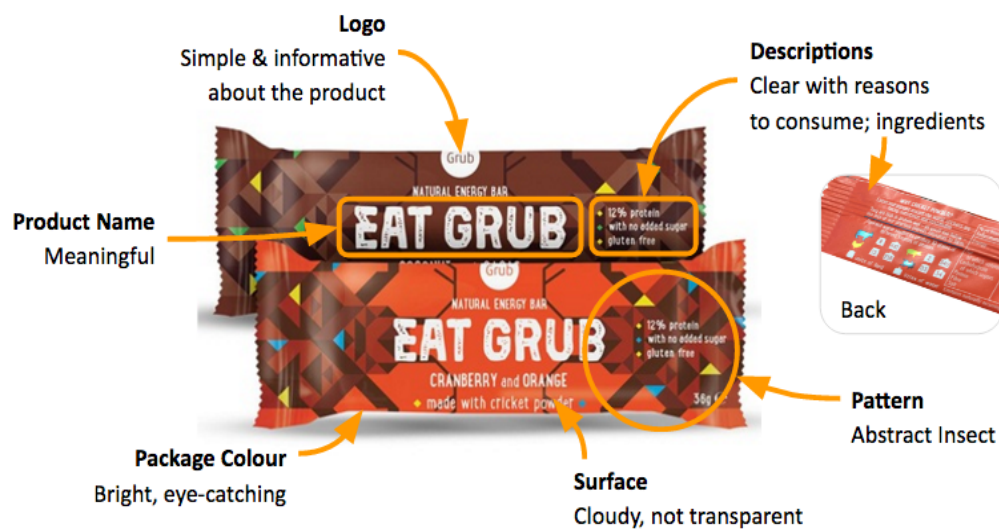 Logo
Simple & informative
about the product
Descriptions
Clear with reasons
to consume; ingredients
Product Name
Meaningful
Grub
NATURAL ENERGY BAR
EAT GRUB
12% protein
with no added sugar
gluten free
COCONUT
Grub
NATURAL ENERGY BAR
EAT GRUB
12% protein
with no added sugar
gluten free
CRANBERRY and ORANGE
made with cricket powder
36g
Back
Pattern
Abstract Insect
Package Colour
Bright, eye-catching
Surface
Cloudy, not transparent